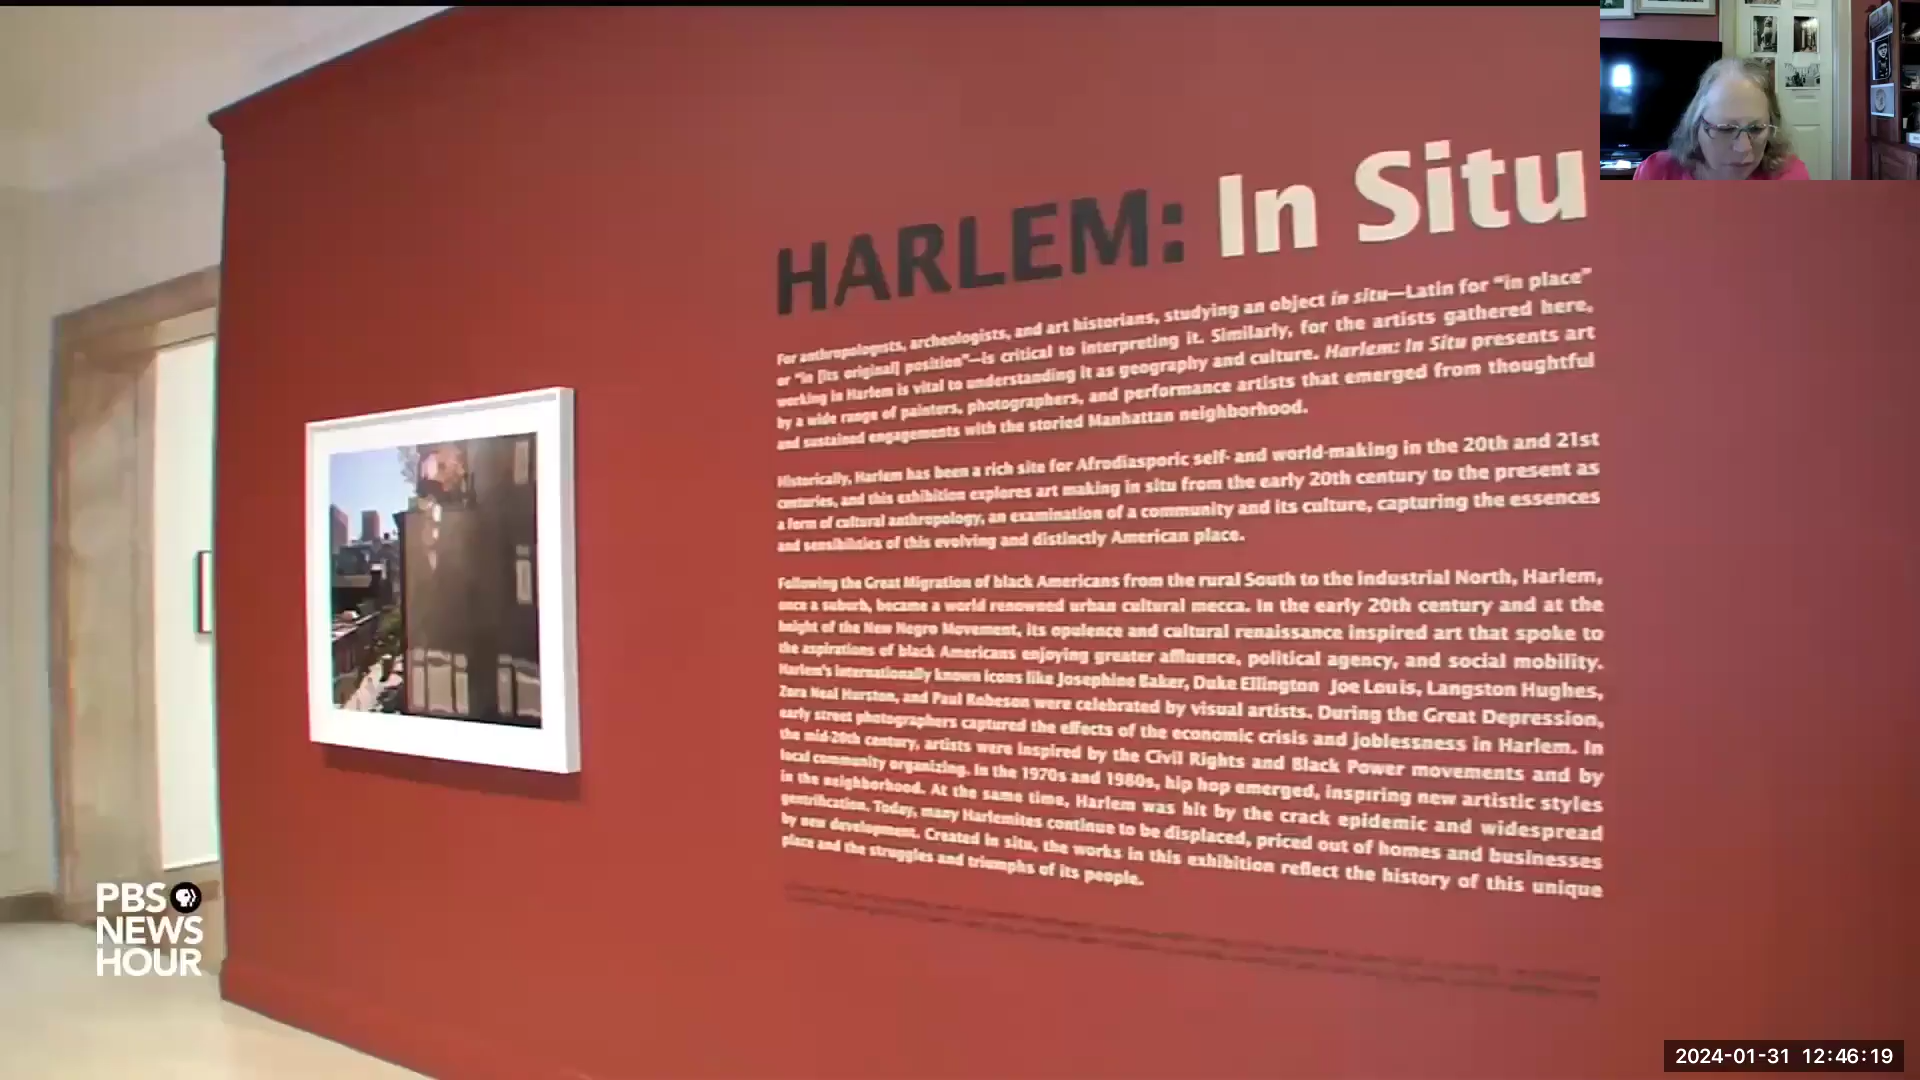 HARLEM: In Situ
For anthropologists, archeologists, and art historians, studying an object in situ—Latin for "in place"
or "in [its original] position"—is critical to interpreting it. Similarly, for the artists gathered here,
working in Harlem is vital to understanding it as geography and culture. Harlem: In Situ presents art
by a wide range of painters, photographers, and performance artists that emerged from thoughtful
and sustained engagements with the storied Manhattan neighborhood.
Historically, Harlem has been a rich site for Afrodiasporic self- and world-making in the 20th and 21st
centuries, and this exhibition explores art making in situ from the early 20th century to the present as
a form of cultural anthropology, an examination of a community and its culture, capturing the essences
and sensibilities of this evolving and distinctly American place.
Following the Great Migration of black Americans from the rural South to the industrial North, Harlem,
once a suburb, became a world renowned urban cultural mecca. In the early 20th century and at the
height of the New Negro Movement, its opulence and cultural renaissance inspired art that spoke to
the aspirations of black Americans enjoying greater affluence, political agency, and social mobility.
Harlem's internationally known icons like Josephine Baker, Duke Ellington Joe Louis, Langston Hughes,
Zora Neal Hurston, and Paul Robeson were celebrated by visual artists. During the Great Depression,
early street photographers captured the effects of the economic crisis and joblessness in Harlem. In
the mid-20th century, artists were inspired by the Civil Rights and Black Power movements and by
local community organizing. In the 1970s and 1980s, hip hop emerged, inspiring new artistic styles
in the neighborhood. At the same time, Harlem was hit by the crack epidemic and widespread
gentrification. Today, many Harlemites continue to be displaced, priced out of homes and businesses
by new development. Created in situ, the works in this exhibition reflect the history of this unique
place and the struggles and triumphs of its people.
PBS
NEWS
HOUR
2024-01-31 12:46:19